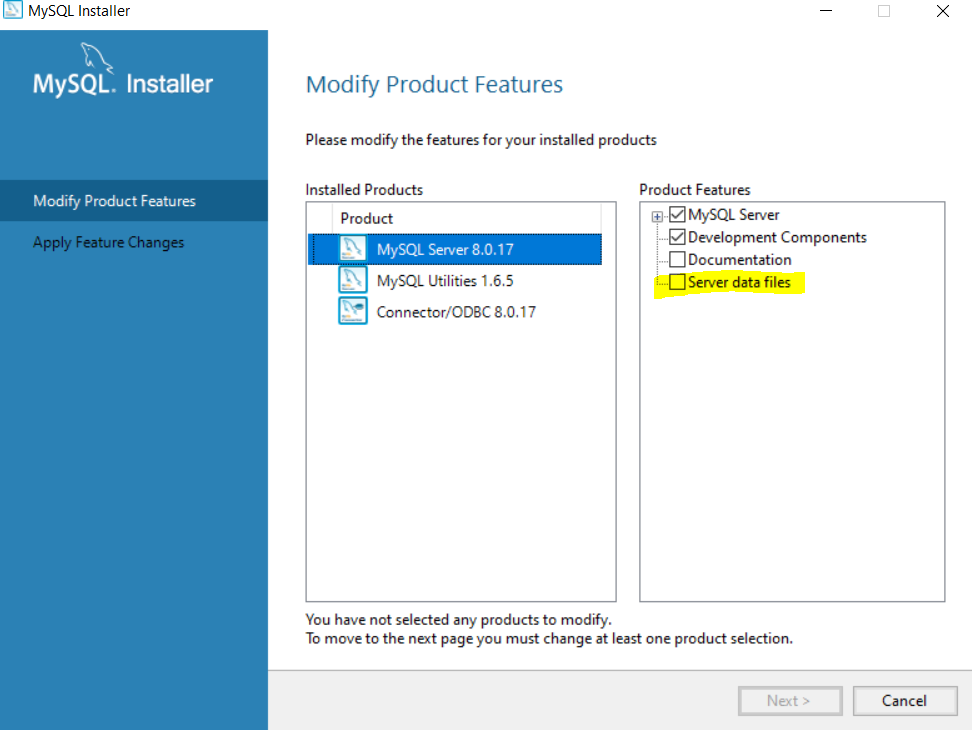 MySQL Installer
MySQL. Installer
Modify Product Features
Apply Feature Changes
Modify Product Features
Please modify the features for your installed products
Installed Products
Product
MySQL Server 8.0.17
MySQL Utilities 1.6.5
Connector/ODBC 8.0.17
Product Features
MySQL Server
Development Components
Documentation
Server data files
You have not selected any products to modify.
To move to the next page you must change at least one product selection.
Next >
Cancel